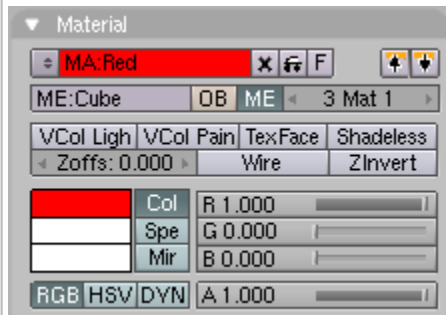 Material
MA:Red F
ME:Cube OB ME 3 Mat 1
VCol Ligh VCol Pain TexFace Shadeless
Zoffs: 0.000 Wire ZInvert
Col R 1.000
Spe G 0.000
Mir B 0.000
RGB HSV DYN A 1.000